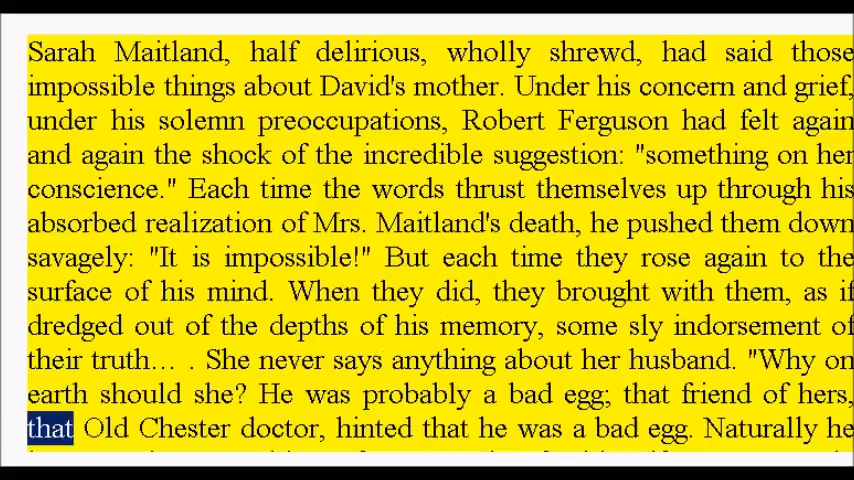 Sarah Maitland, half delirious, wholly shrewd, had said those
impossible things about David's mother. Under his concern and grief,
under his solemn preoccupations, Robert Ferguson had felt again
and again the shock of the incredible suggestion: "something on her
conscience." Each time the words thrust themselves up through his
absorbed realization of Mrs. Maitland's death, he pushed them down
savagely: "It is impossible!" But each time they rose again to the
surface of his mind. When they did, they brought with them, as if
dredged out of the depths of his memory, some sly indorsement of
their truth... . She never says anything about her husband. "Why on
earth should she? He was probably a bad egg; that friend of hers,
that Old Chester doctor, hinted that he was a bad egg. Naturally he